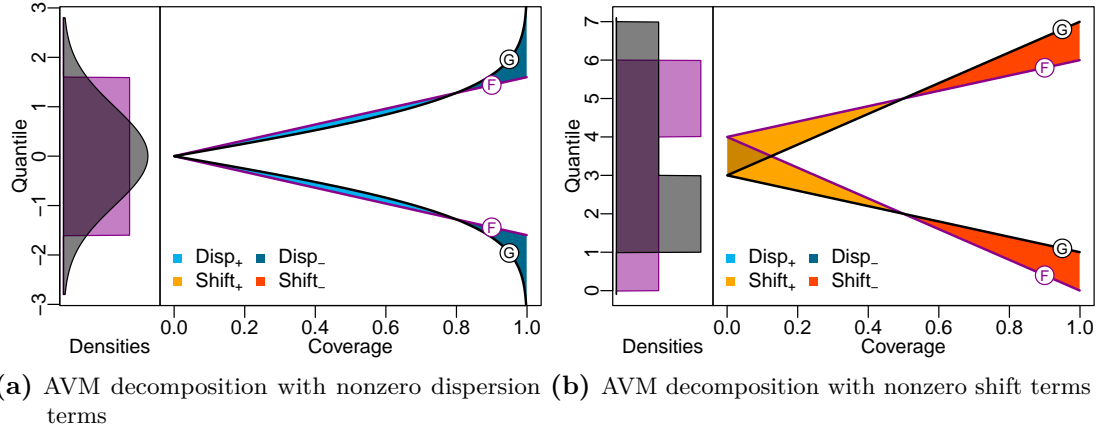 3
2
1
0
−1
−2
−3
Quantile
G
F
F
G
Disp+ Disp−
Shift+ Shift−
0.0 0.2 0.4 0.6 0.8 1.0
Densities Coverage
7
6
5
4
3
2
1
0
Quantile
G
F
G
F
Disp+ Disp−
Shift+ Shift−
0.0 0.2 0.4 0.6 0.8 1.0
Densities Coverage
(a) AVM decomposition with nonzero dispersion
terms
(b) AVM decomposition with nonzero shift terms